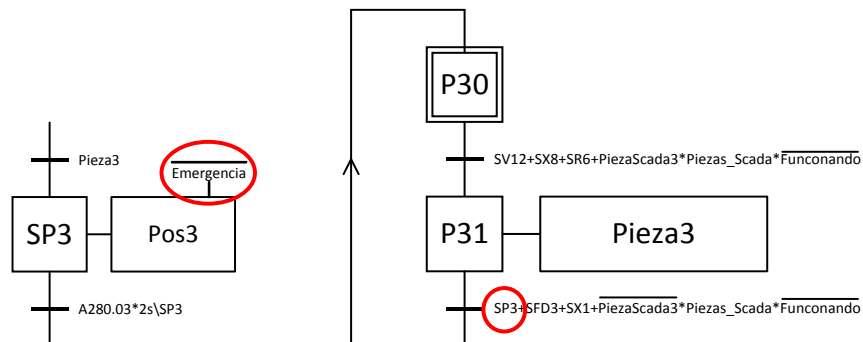 Pieza3
Emergencia
SP3
Pos3
A280.03*2s\SP3
P30
SV12+SX8+SR6+PiezaScada3*Piezas_Scada*Funconando
P31
Pieza3
SP3+SFD3+SX1+PiezaScada3*Piezas_Scada*Funconando